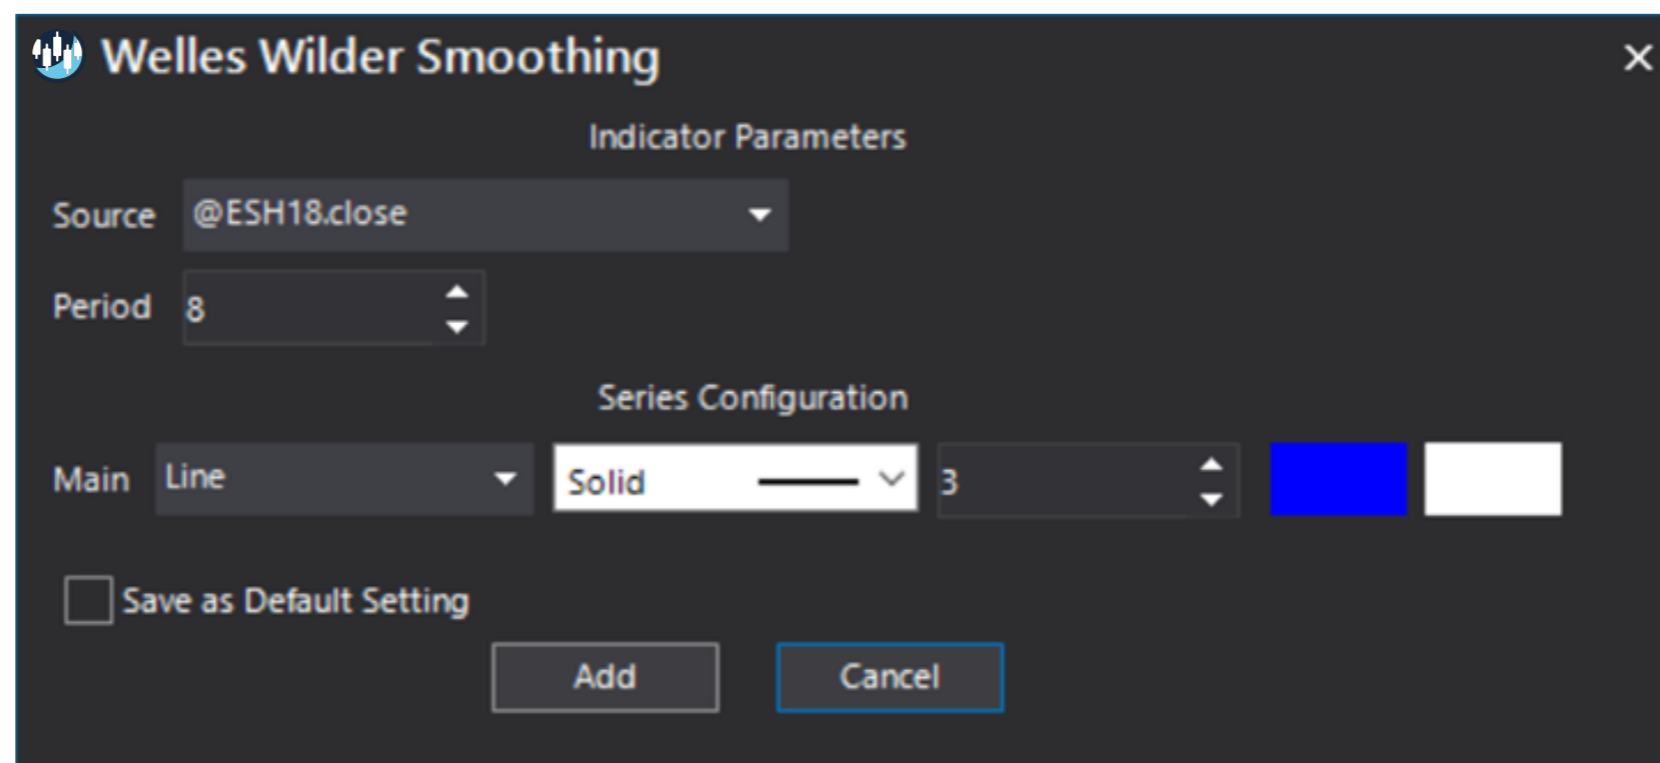 Welles Wilder Smoothing
Indicator Parameters
Source @ESH18.close
Period 8
Series Configuration
Main Line Solid 3
Save as Default Setting
Add Cancel